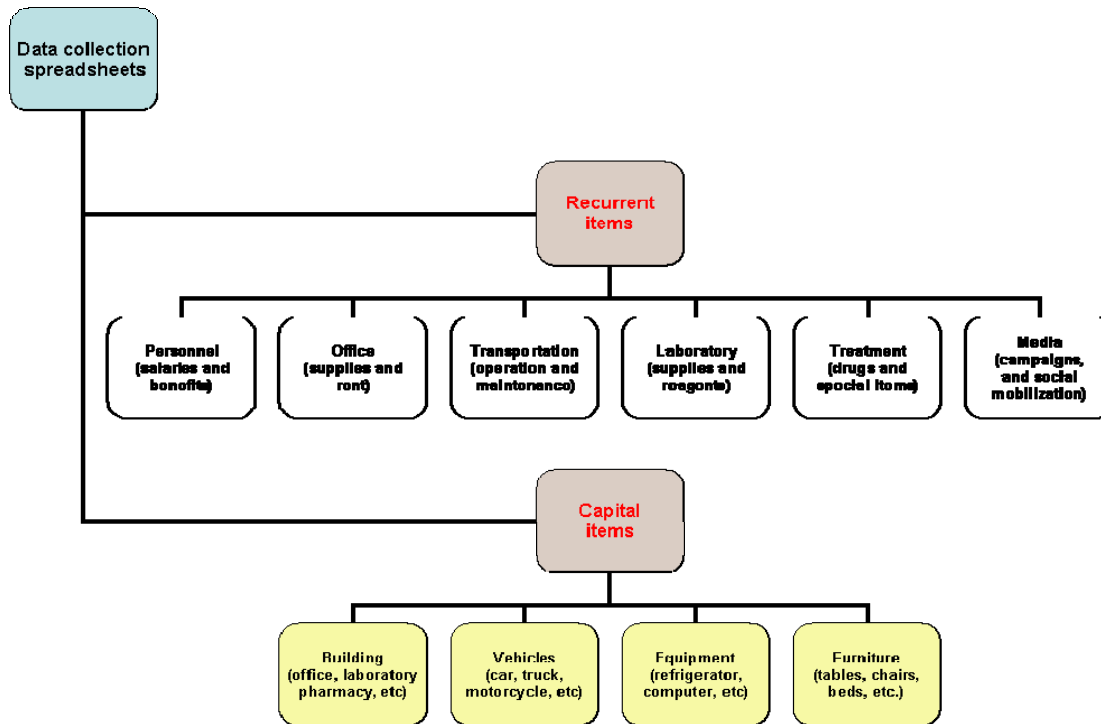 Data collection
spreadsheets
Recurrent
items
Personnel
(salaries and
benefits)
Office
(supplies and
rent)
Transportation
(operation and
maintenance)
Laboratory
(supplies and
reagents)
Treatment
(drugs and
special items)
Media
(campaigns,
and social
mobilization)
Capital
items
Building
(office, laboratory
pharmacy, etc)
Vehicles
(car, truck,
motorcycle, etc)
Equipment
(refrigerator,
computer, etc)
Furniture
(tables, chairs,
beds, etc.)